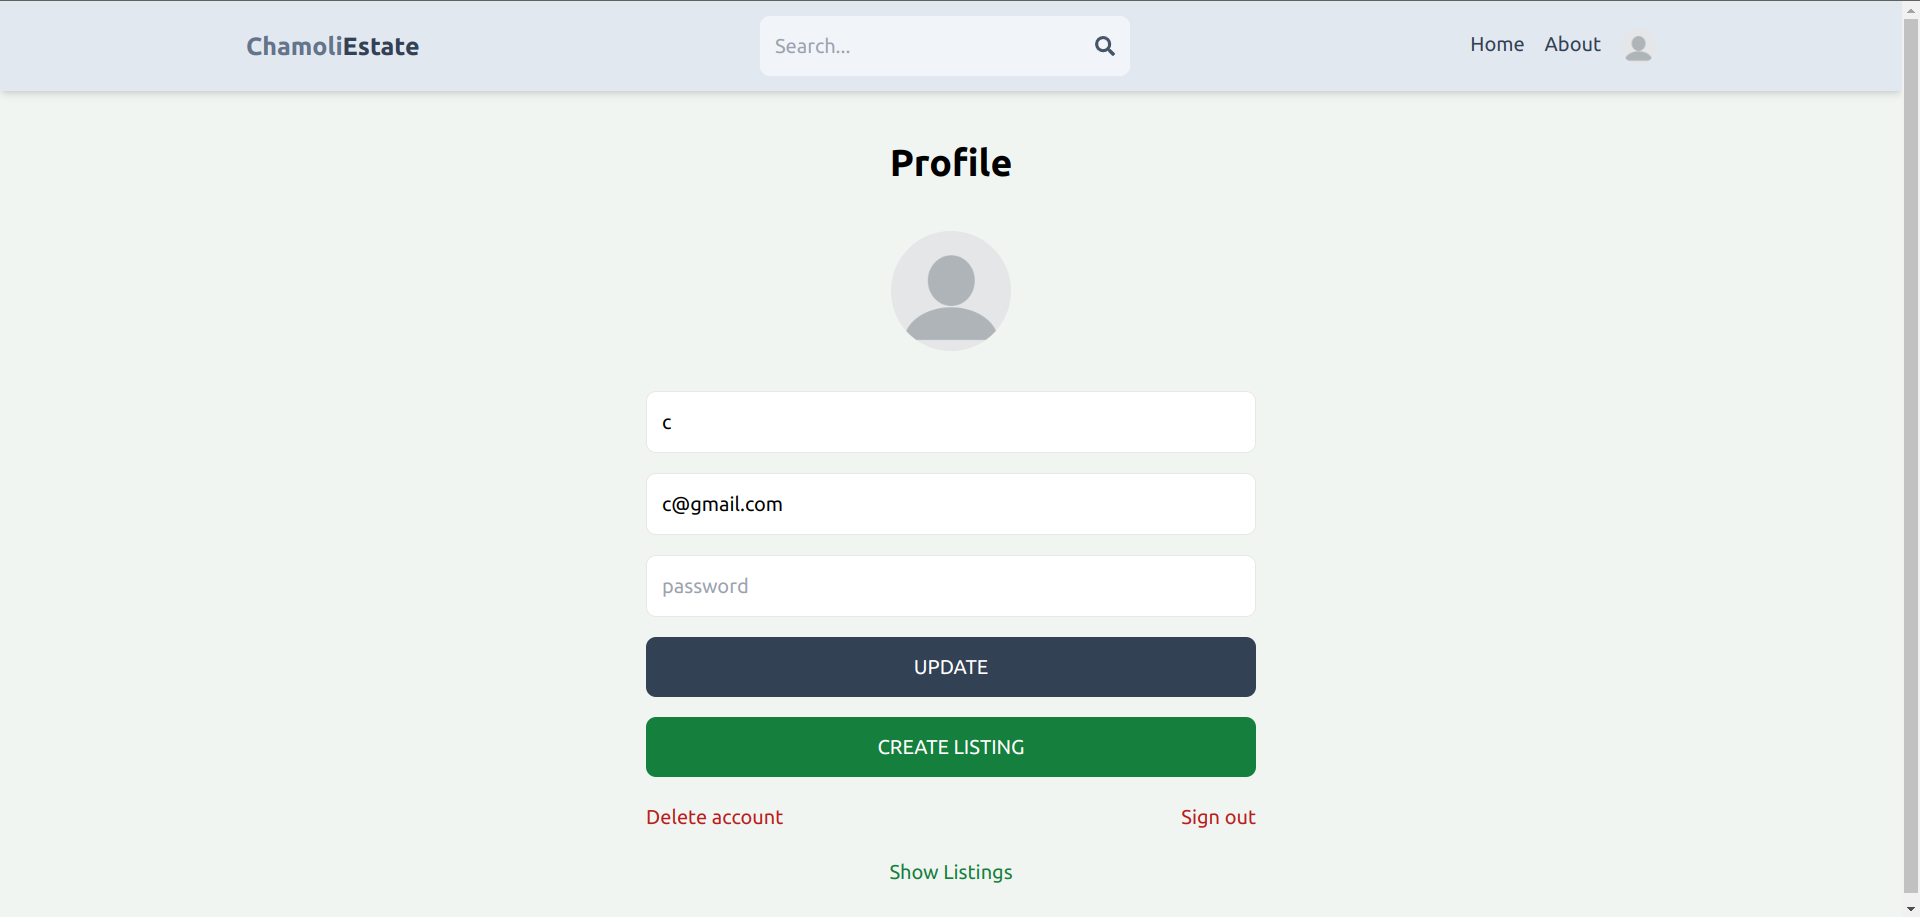 ChamoliEstate
Search...
Home About
Profile
c
c@gmail.com
password
UPDATE
CREATE LISTING
Delete account
Sign out
Show Listings